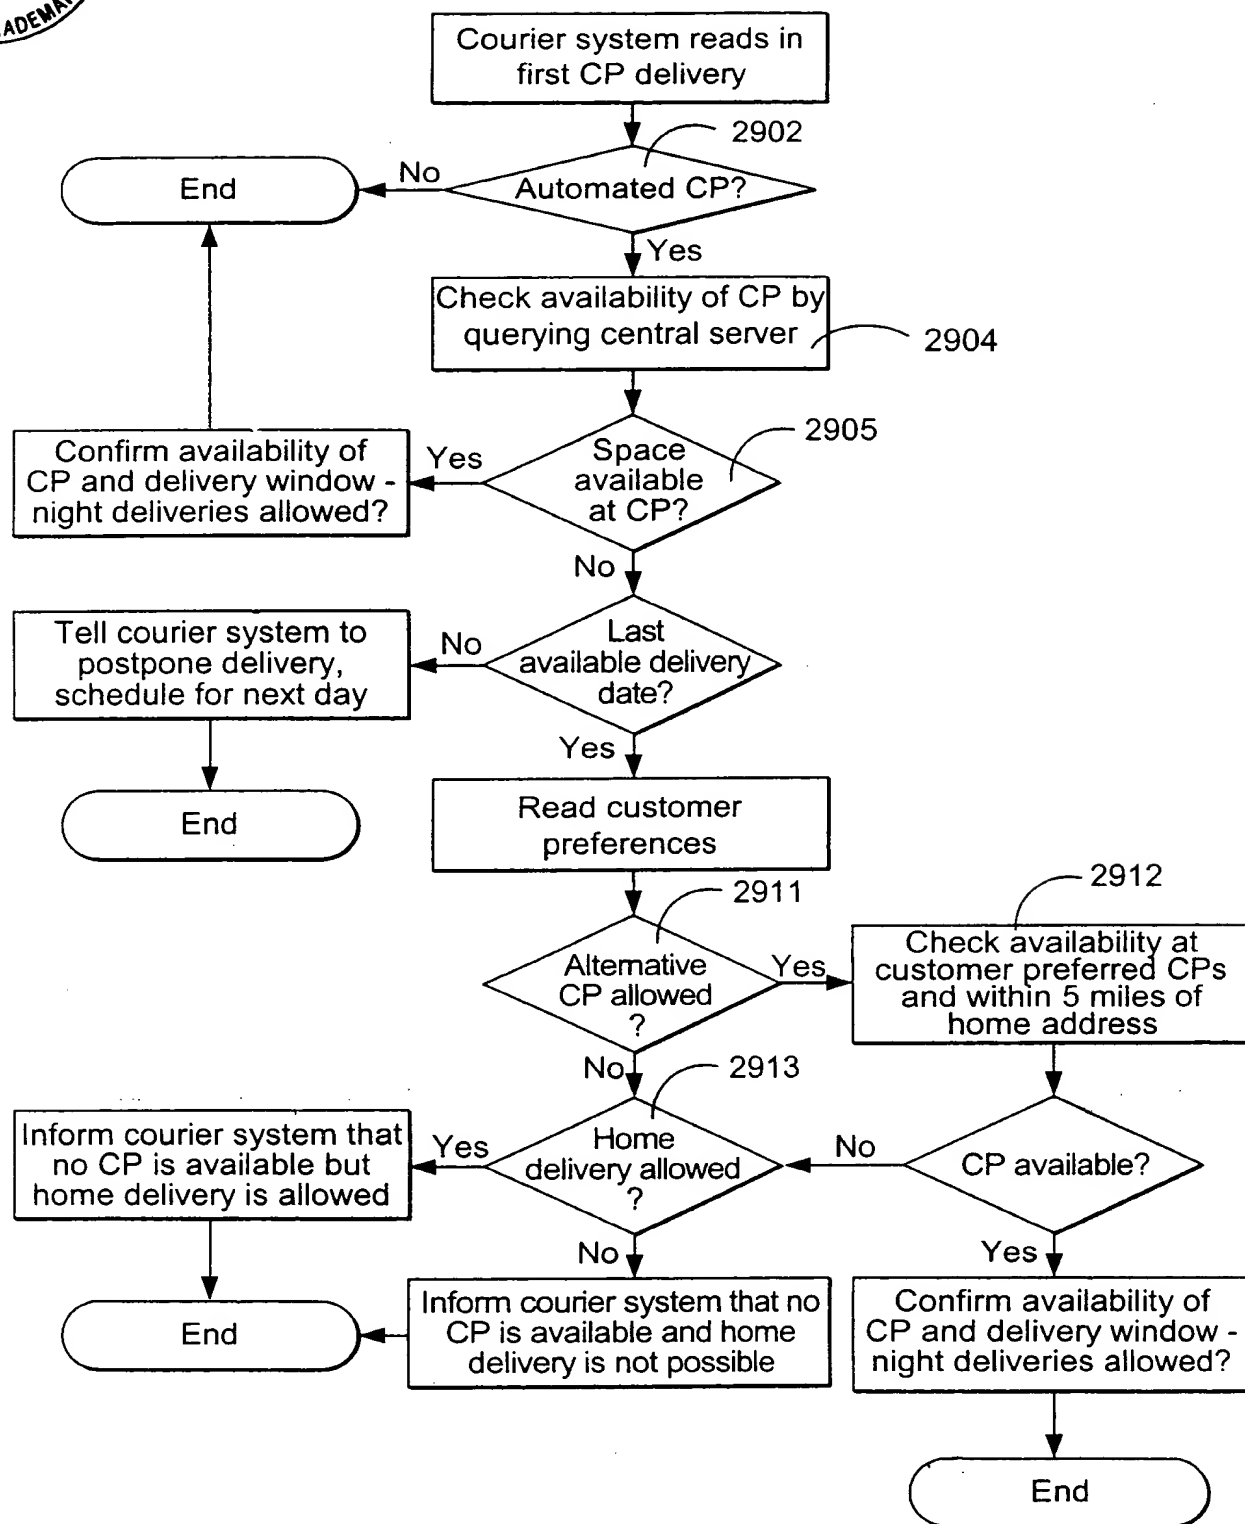 ADEMAR
Courier system reads in
first CP delivery
2902
No
End
Automated CP?
Yes
Check availability of CP by
querying central server
2904
2905
Confirm availability of
CP and delivery window -
night deliveries allowed?
Yes
Space
available
at CP?
No
Tell courier system to
postpone delivery,
schedule for next day
No
Last
available delivery
date?
Yes
End
Read customer
preferences
2911
2912
Alternative
CP allowed
?
Yes
Check availability at
customer preferred CPs
and within 5 miles of
home address
No
2913
Inform courier system that
no CP is available but
home delivery is allowed
Yes
Home
delivery allowed
?
No
CP available?
No
Yes
End
Inform courier system that no
CP is available and home
delivery is not possible
Confirm availability of
CP and delivery window -
night deliveries allowed?
End